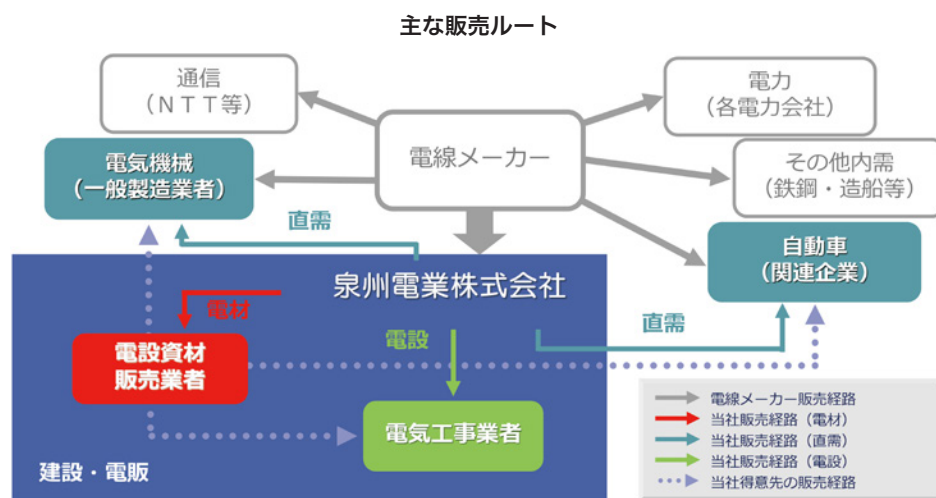 主な販売ルート
通信
（ＮＴＴ等）
電線メーカー
電力
（各電力会社）
電気機械
（一般製造業者）
その他内需
（鉄鋼・造船等）
直需
自動車
（関連企業）
泉州電業株式会社
電材
電設
直需
電設資材
販売業者
電気工事業者
建設・電販
電線メーカー販売経路
当社販売経路（電材）
当社販売経路（直需）
当社販売経路（電設）
当社得意先の販売経路